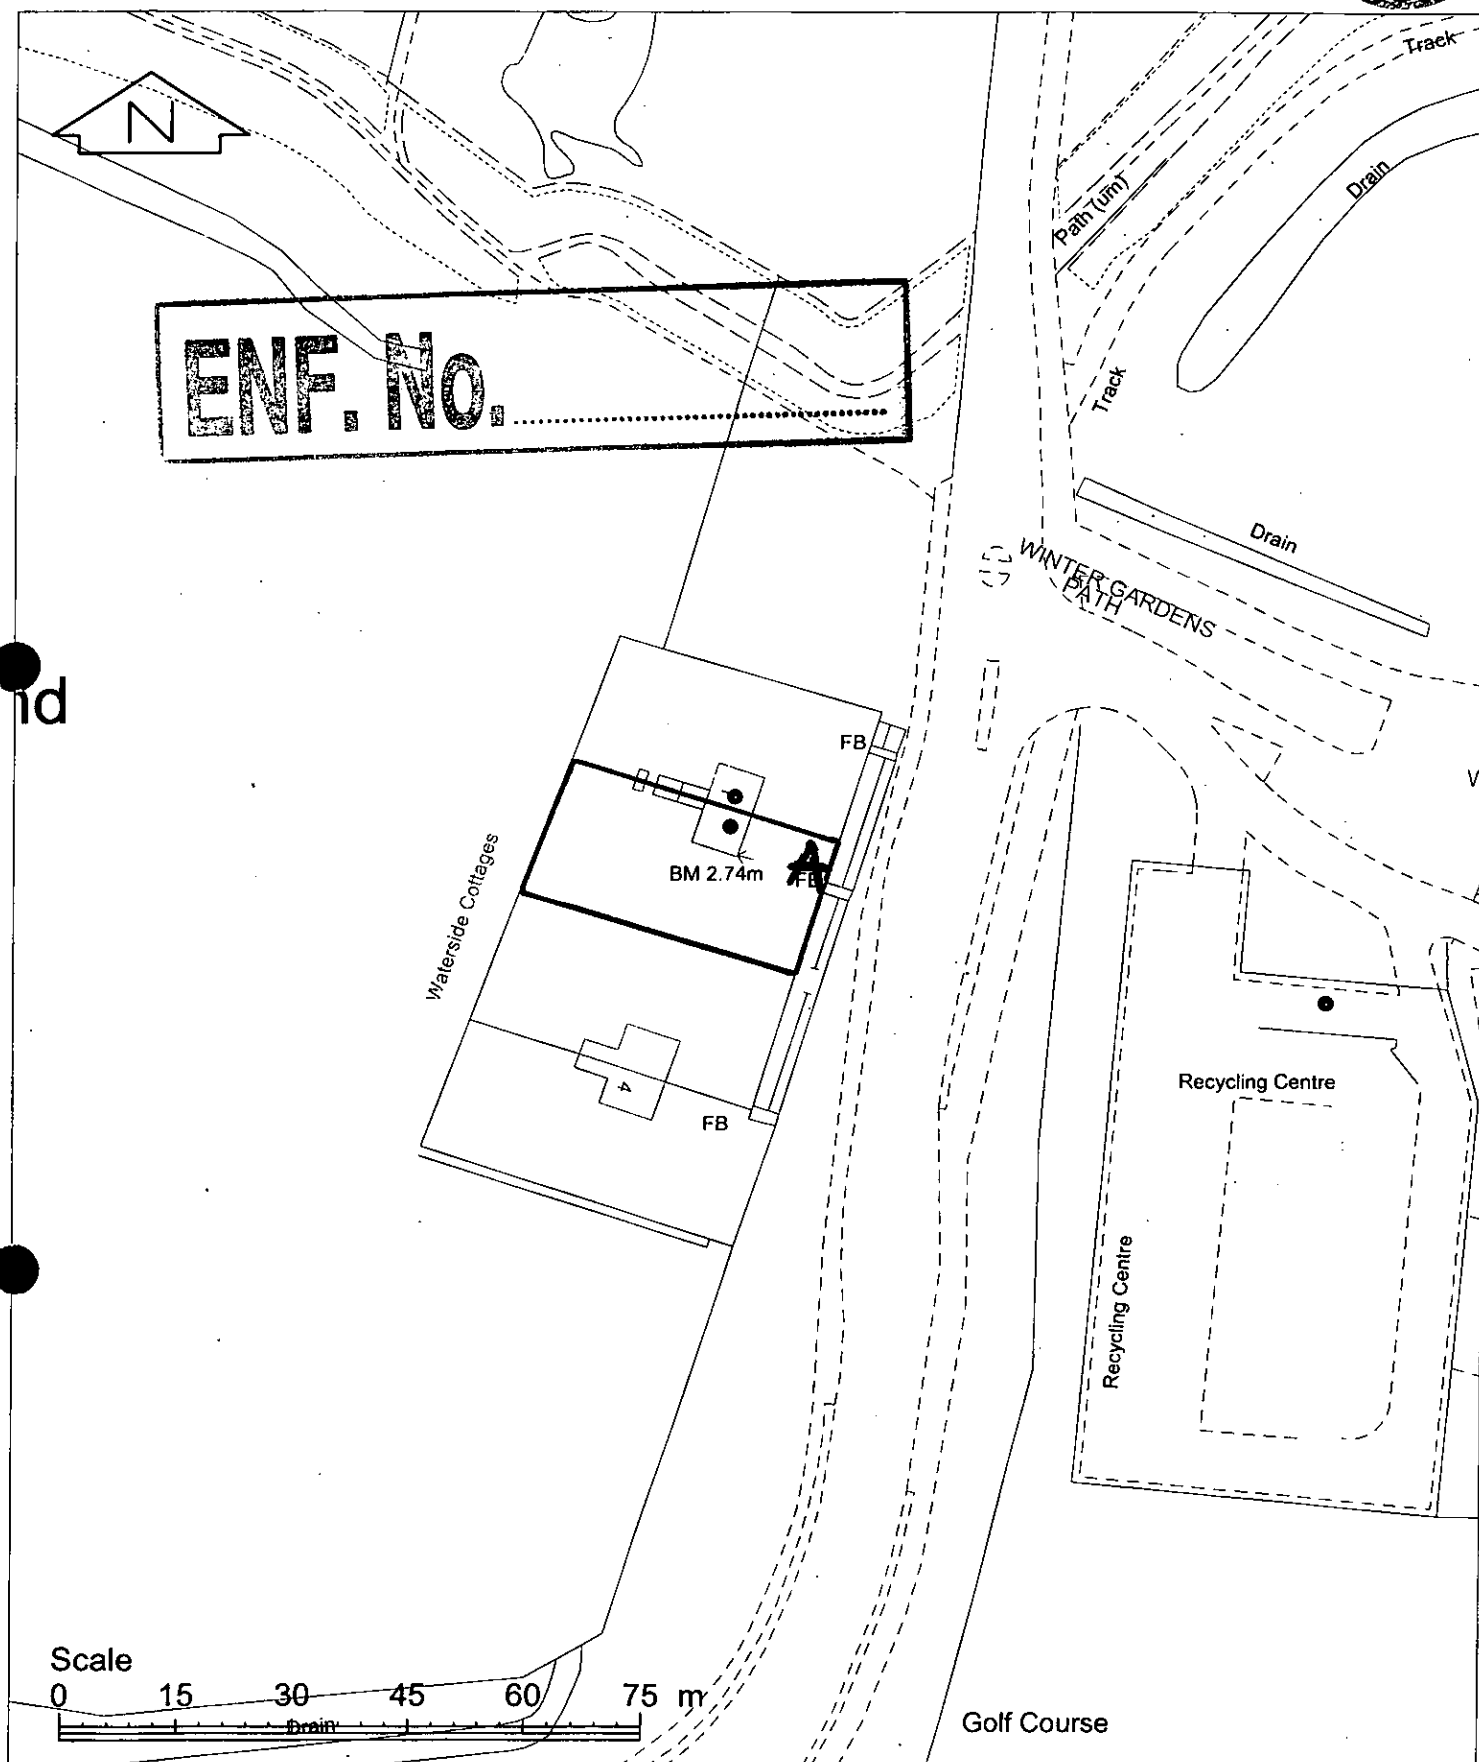 Track
N
Path (um)
Drain
ENF. No.
Track
Drain
WINTER GARDENS
PATH
nd
FB
BM 2.74m
A
FB
Waterside Cottages
4
FB
Recycling Centre
Recycling Centre
Scale
0 15 30 45 60 75 m
Drain
Golf Course